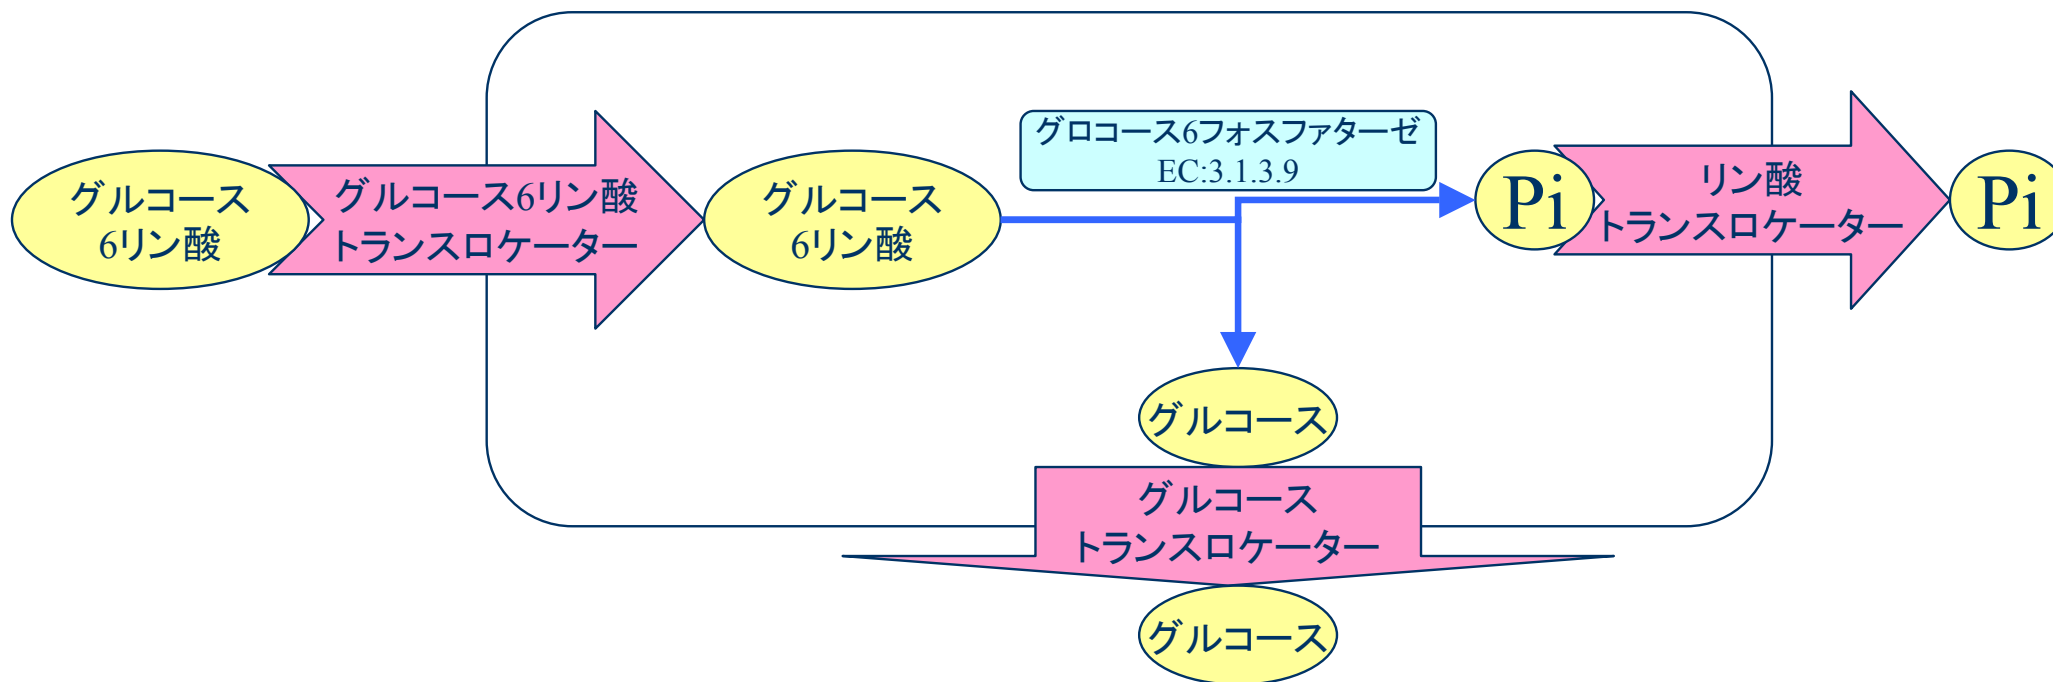 グルコース
6リン酸
グルコース6リン酸
トランスロケーター
グルコース
6リン酸
グロコース6フォスファターゼ
EC:3.1.3.9
Pi
リン酸
トランスロケーター
Pi
グルコース
グルコース
トランスロケーター
グルコース